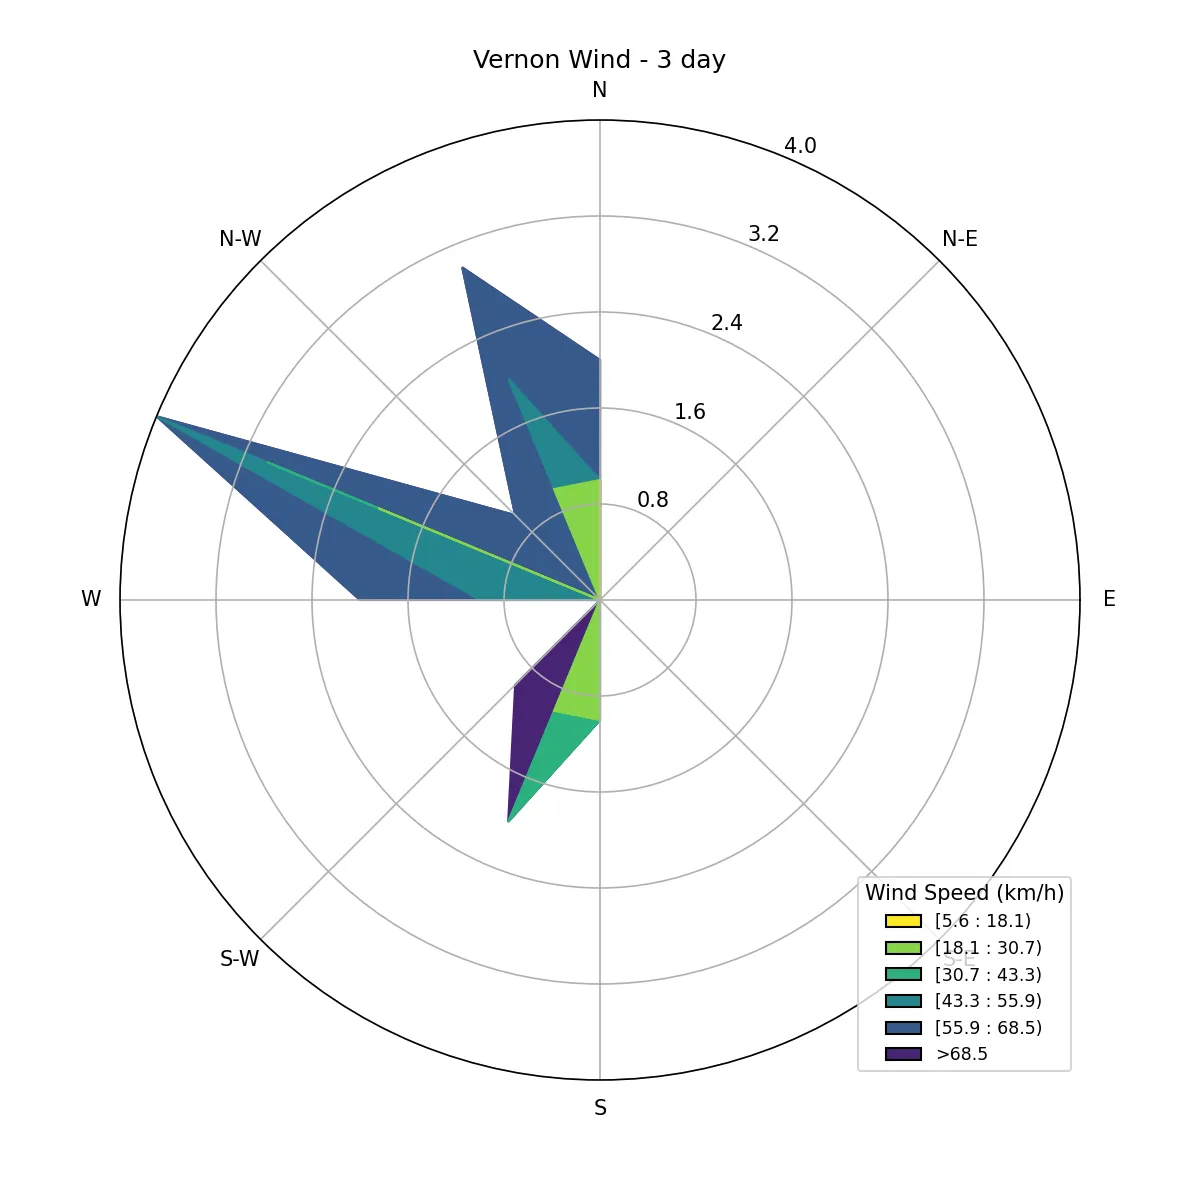 Vernon Wind - 3 day
N
4.0
N-W
N-E
3.2
2.4
1.6
0.8
W
E
Wind Speed (km/h)
[5.6 : 18.1)
[18.1 : 30.7)
S-W
S-E
[30.7 : 43.3)
[43.3 : 55.9)
[55.9 : 68.5)
>68.5
S